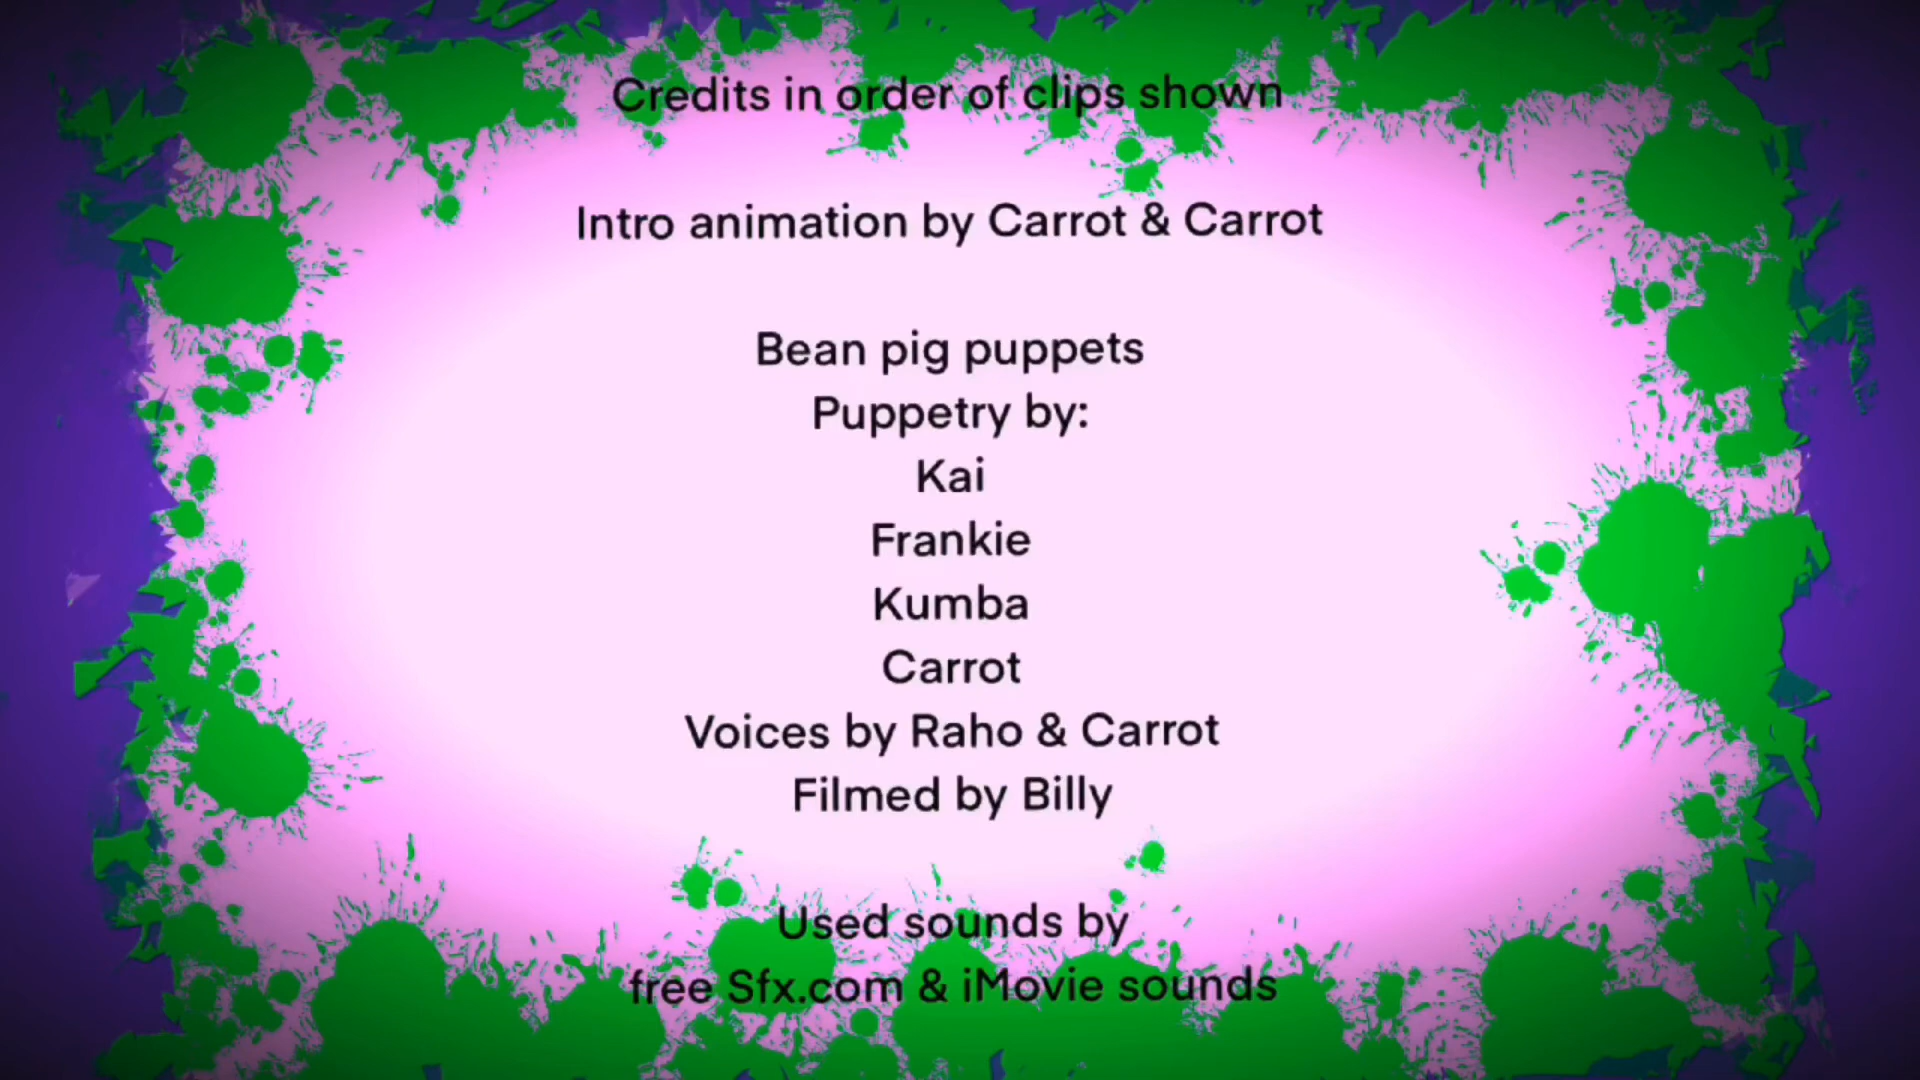 Credits in order of clips shown
Intro animation by Carrot & Carrot
Bean pig puppets
Puppetry by:
Kai
Frankie
Kumba
Carrot
Voices by Raho & Carrot
Filmed by Billy
Used sounds by
free Sfx.com & iMovie sounds